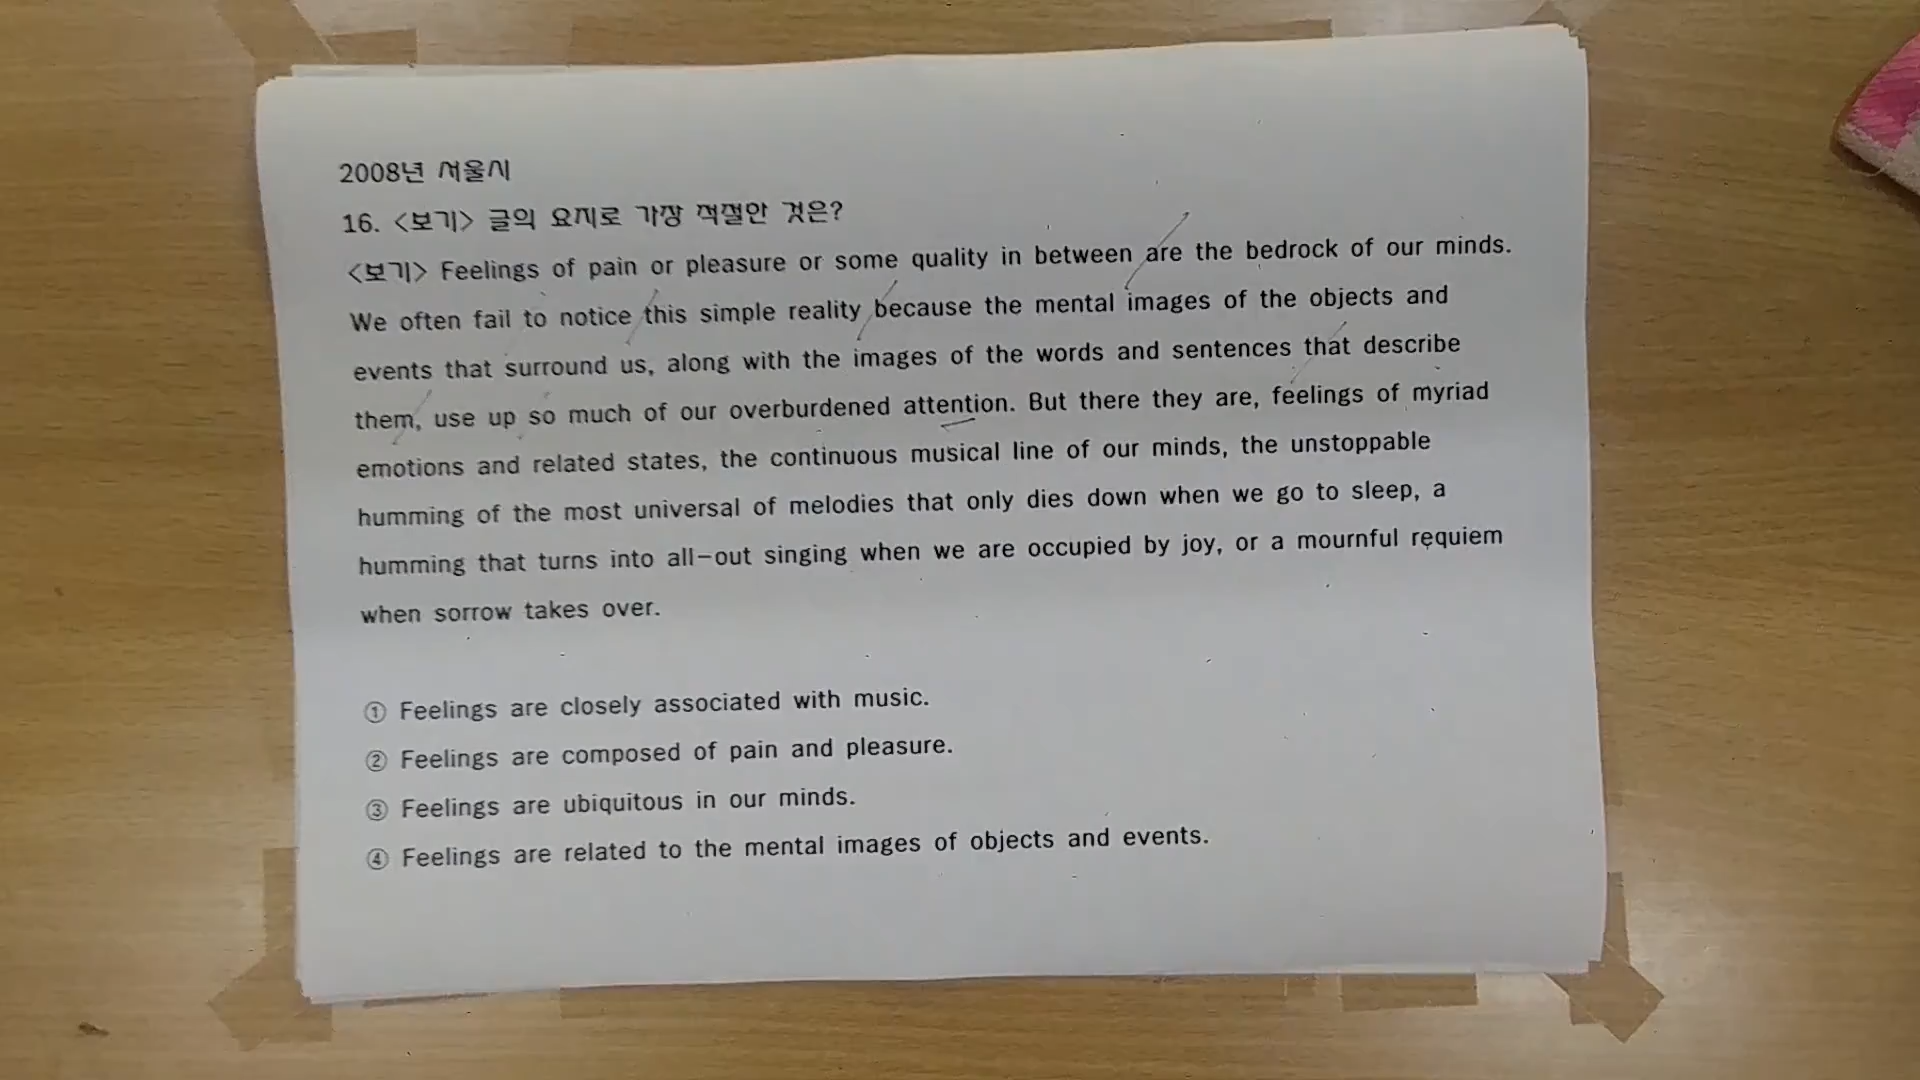 2008년 서울시
16. <보기> 글의 요지로 가장 적절한 것은?
<보기> Feelings of pain or pleasure or some quality in between are the bedrock of our minds.
We often fail to notice this simple reality because the mental images of the objects and
events that surround us, along with the images of the words and sentences that describe
them, use up so much of our overburdened attention. But there they are, feelings of myriad
emotions and related states, the continuous musical line of our minds, the unstoppable
humming of the most universal of melodies that only dies down when we go to sleep, a
humming that turns into all-out singing when we are occupied by joy, or a mournful requiem
when sorrow takes over.
① Feelings are closely associated with music.
② Feelings are composed of pain and pleasure.
③ Feelings are ubiquitous in our minds.
④ Feelings are related to the mental images of objects and events.